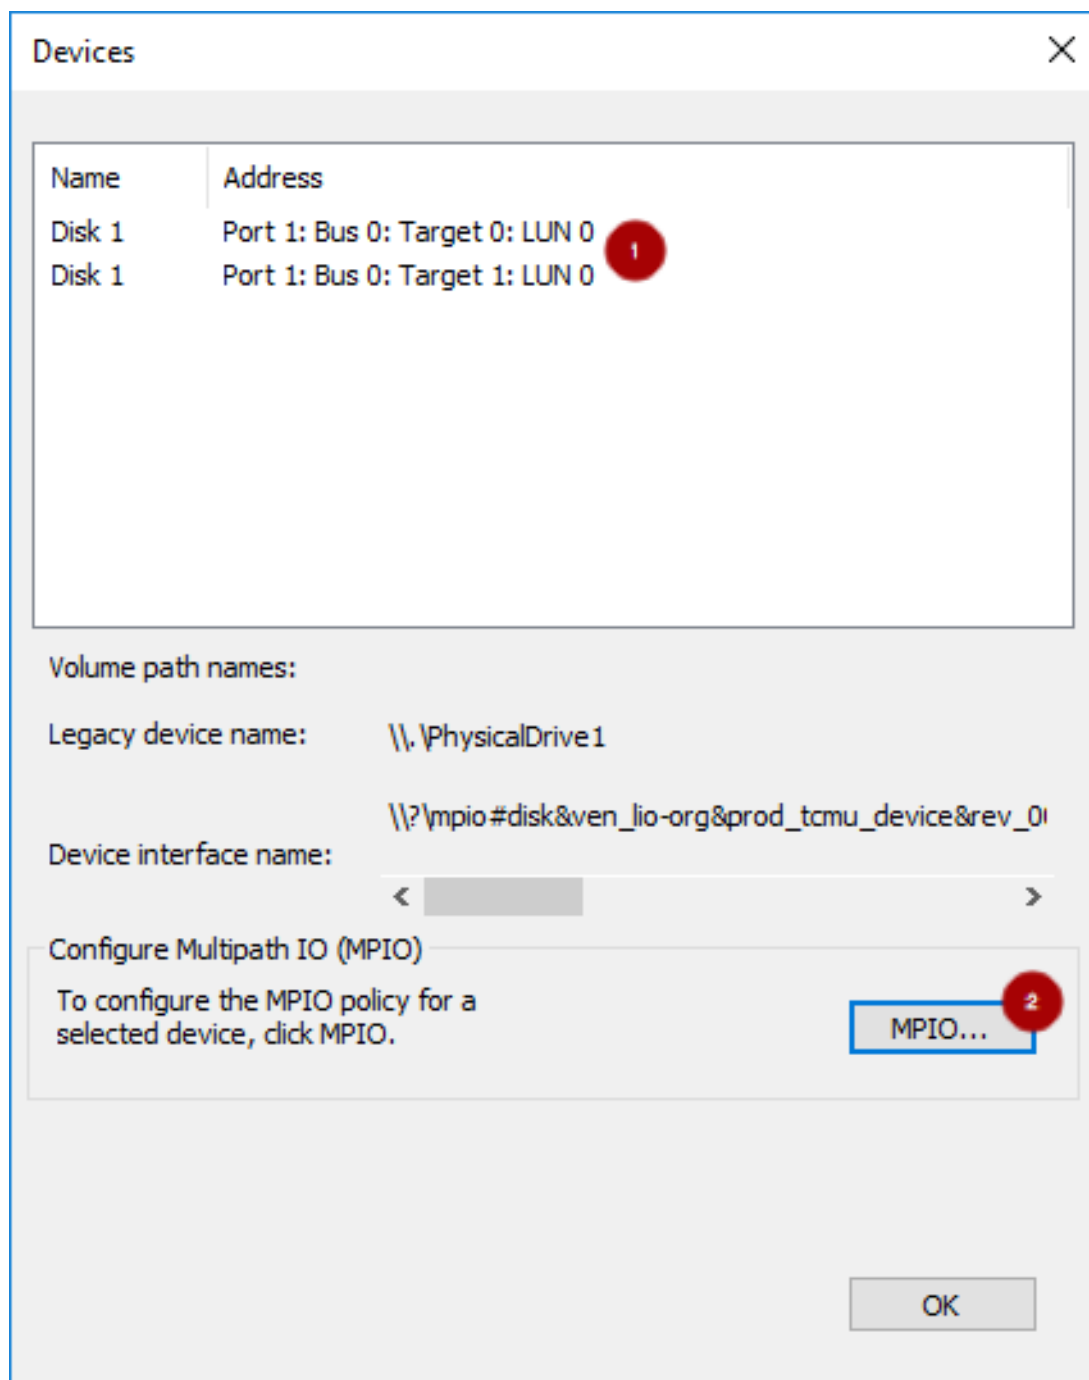 Devices
Name Address
Disk 1 Port 1: Bus 0: Target 0: LUN 0
1
Disk 1 Port 1: Bus 0: Target 1: LUN 0
Volume path names:
Legacy device name: \\.\PhysicalDrive1
\\?\mpio#disk&ven_lio-org&prod_tcmu_device&rev_0
Device interface name:
Configure Multipath IO (MPIO)
To configure the MPIO policy for a
selected device, click MPIO.
2
MPIO...
OK